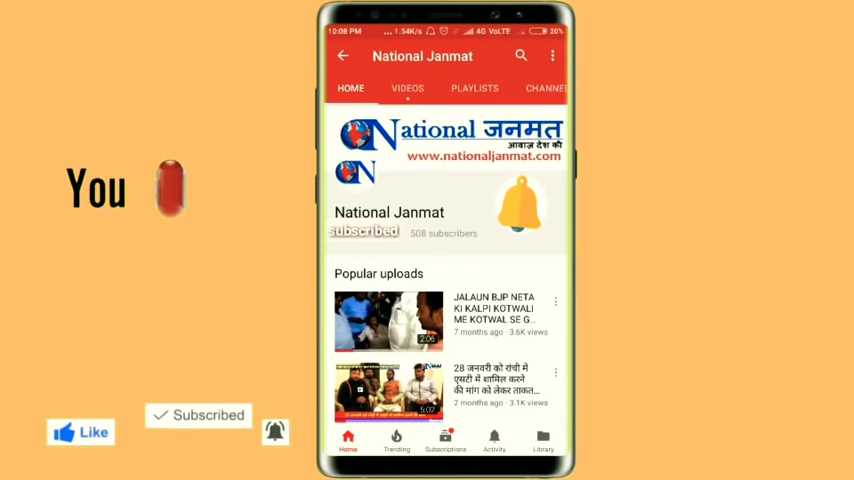 10:08 PM ... 1.54K/s 4G VoLTE 20%
National Janmat
HOME VIDEOS PLAYLISTS CHANNEL
National जनमत
आवाज़ देश की
www.nationaljanmat.com
N
You
National Janmat
subscribed 508 subscribers
Popular uploads
JALAUN BJP NETA
KI KALPI KOTWALI
ME KOTWAL SE G...
7 months ago · 3.6K views
2:06
28 जनवरी को रांची में
एसटी में शामिल करने
की मांग को लेकर ताकत...
2 months ago · 3.1K views
5:02
Like
Subscribed
Home Trending Subscriptions Activity Library